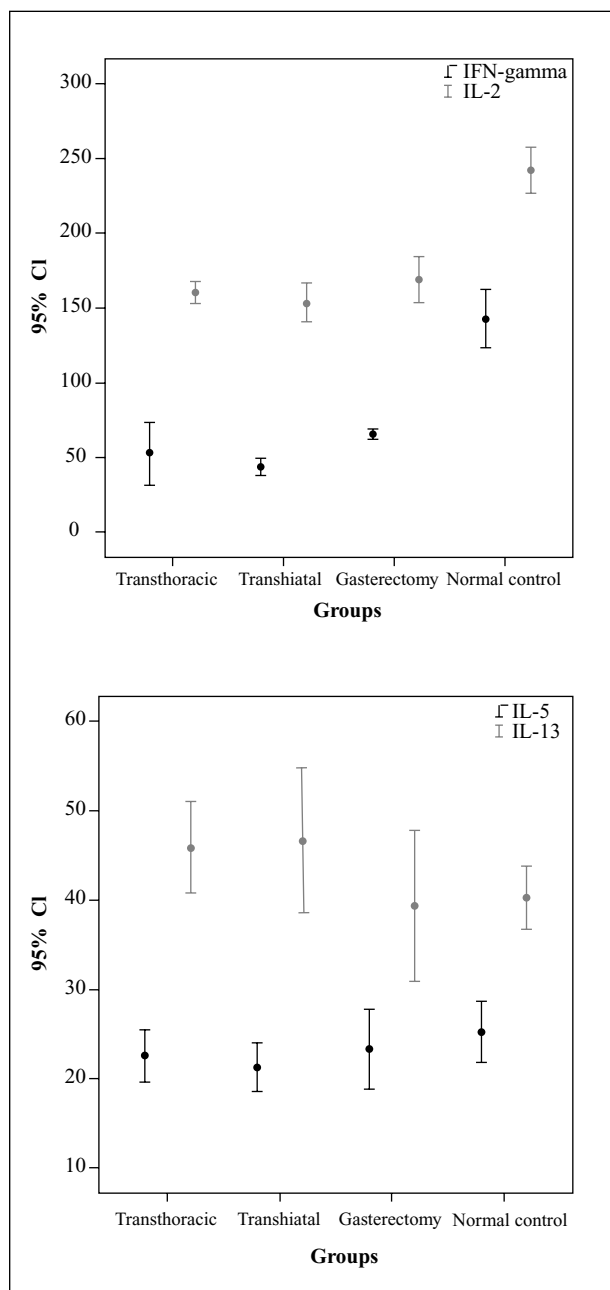 IFN-gamma
IL-2
300
250
200
150
100
50
0
95% CI
Transthoracic Transhiatal Gasterectomy Normal control
Groups
IL-5
IL-13
60
50
40
30
20
10
95% CI
Transthoracic Transhiatal Gasterectomy Normal control
Groups